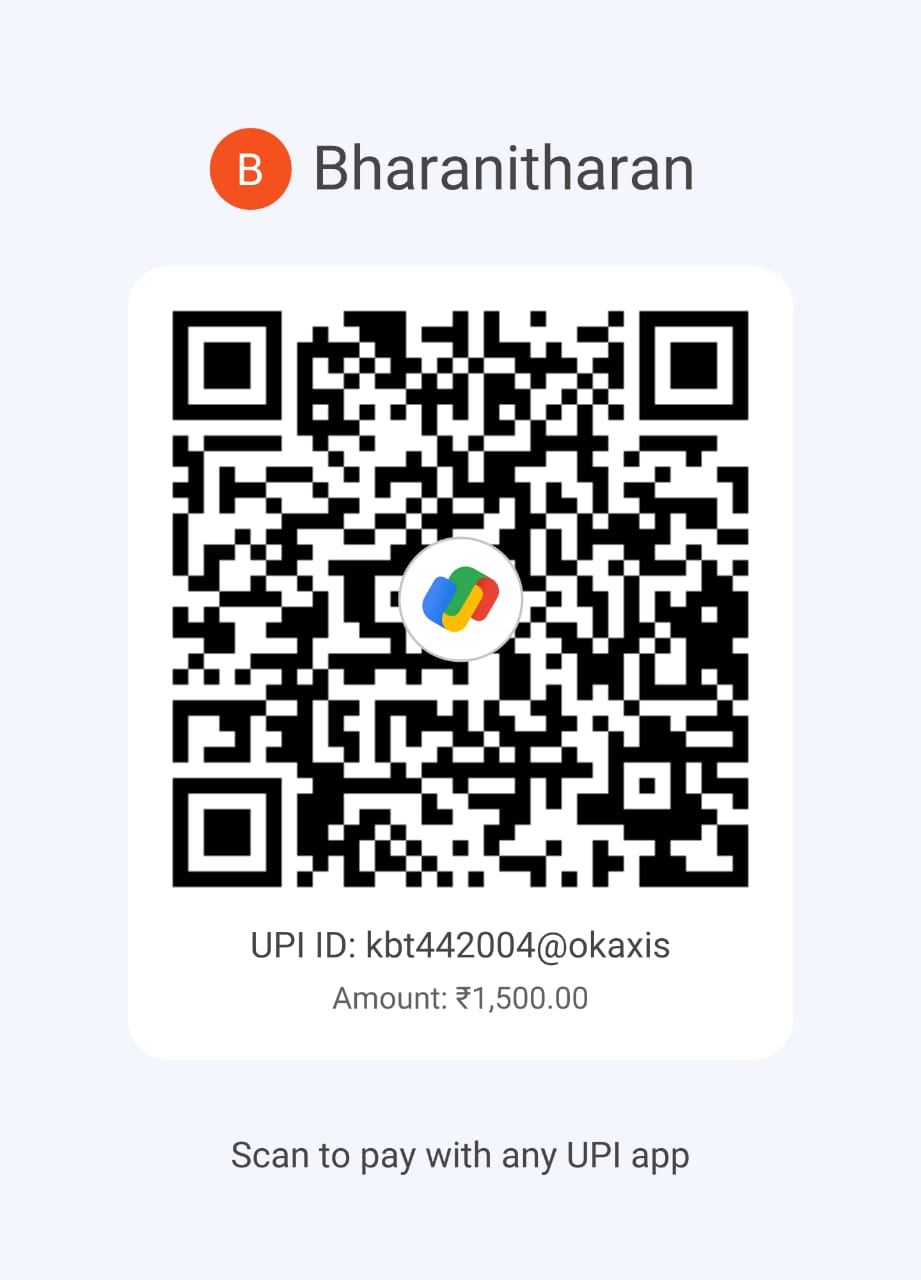 B Bharanitharan
UPI ID: kbt442004@okaxis
Amount: ₹1,500.00
Scan to pay with any UPI app